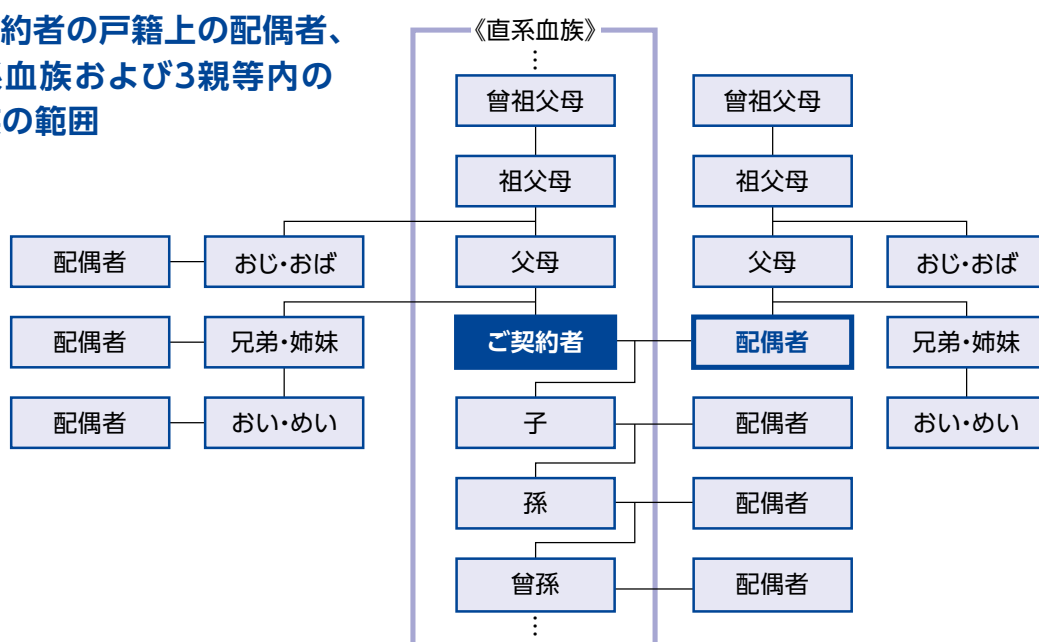 約者の戸籍上の配偶者、
血族および3親等内の
の範囲
《直系血族》
⋮
曾祖父母 曾祖父母
祖父母 祖父母
配偶者 おじ・おば 父母 父母 おじ・おば
配偶者 兄弟・姉妹 ご契約者 配偶者 兄弟・姉妹
配偶者 おい・めい 子 配偶者 おい・めい
孫 配偶者
曾孫 配偶者
⋮